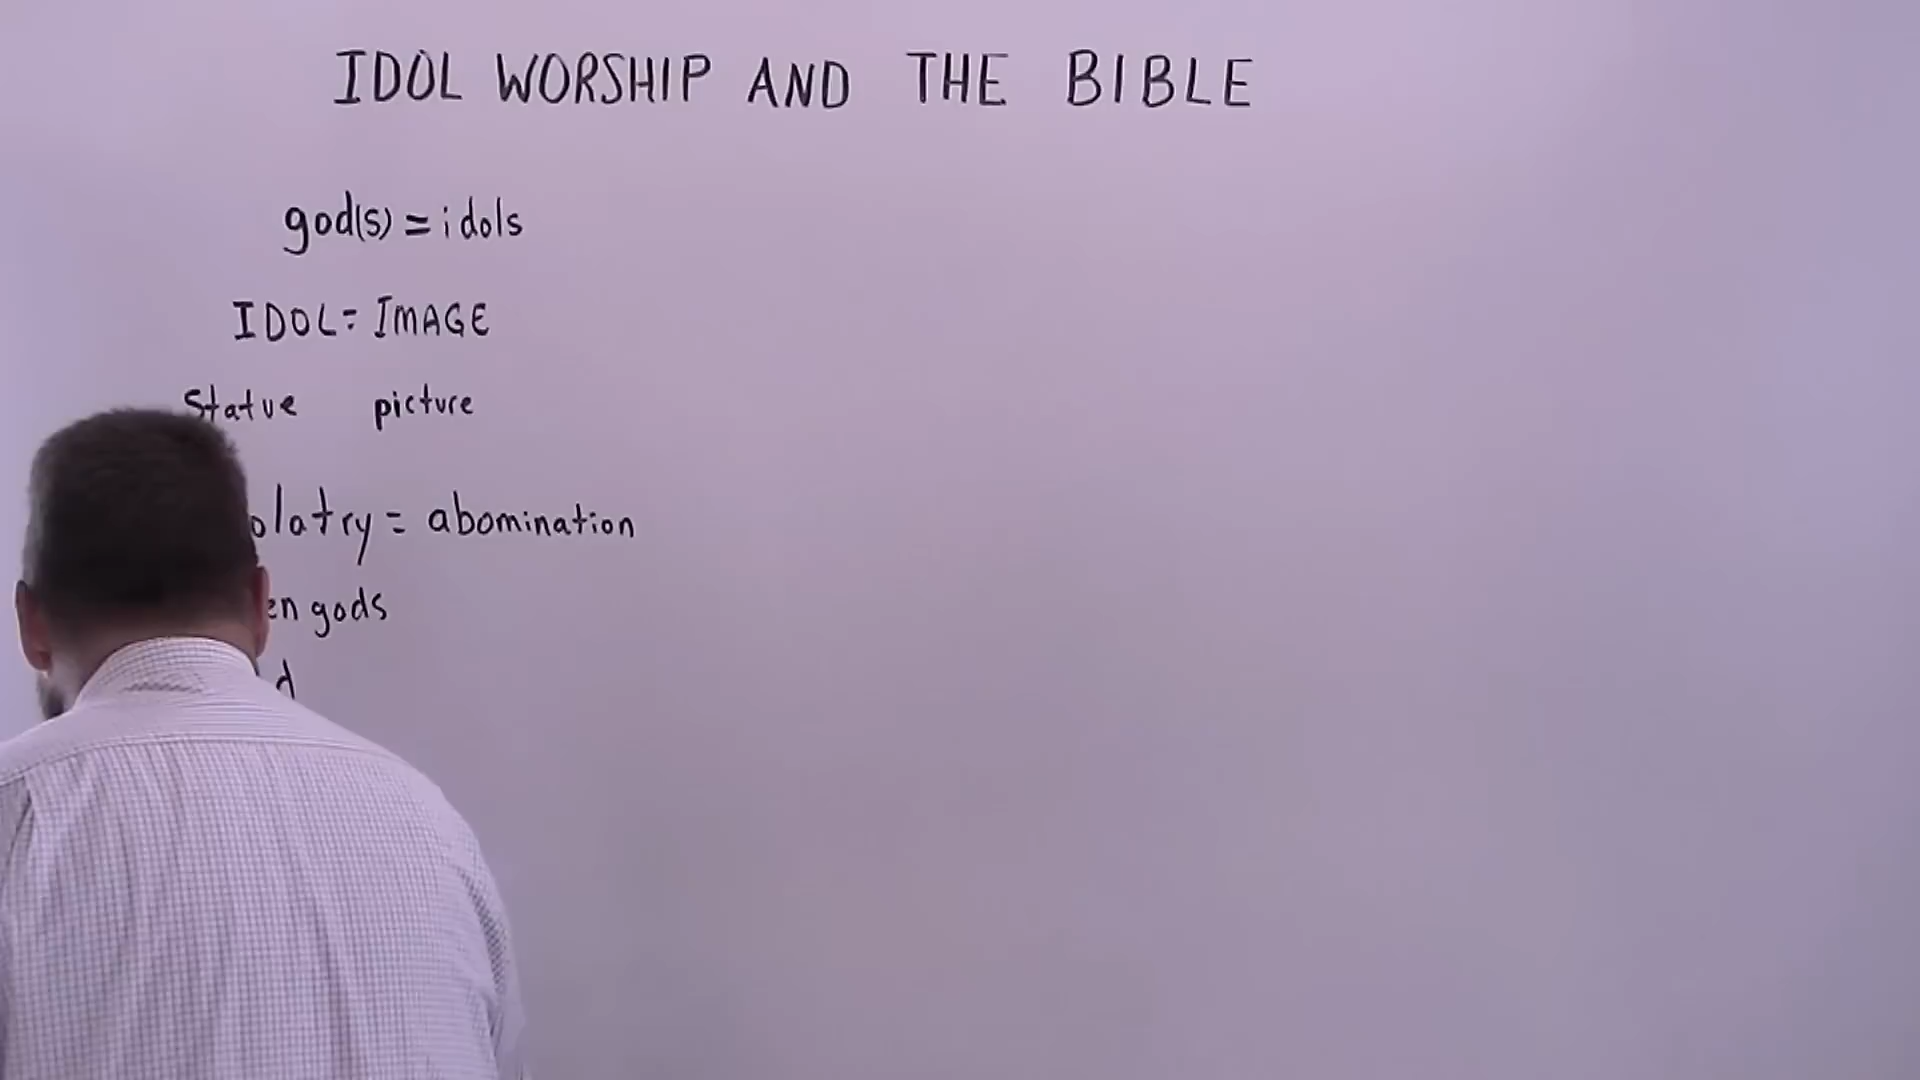 IDOL WORSHIP AND THE BIBLE
god(s) = idols
IDOL = IMAGE
Statue picture
olatry = abomination
en gods
d